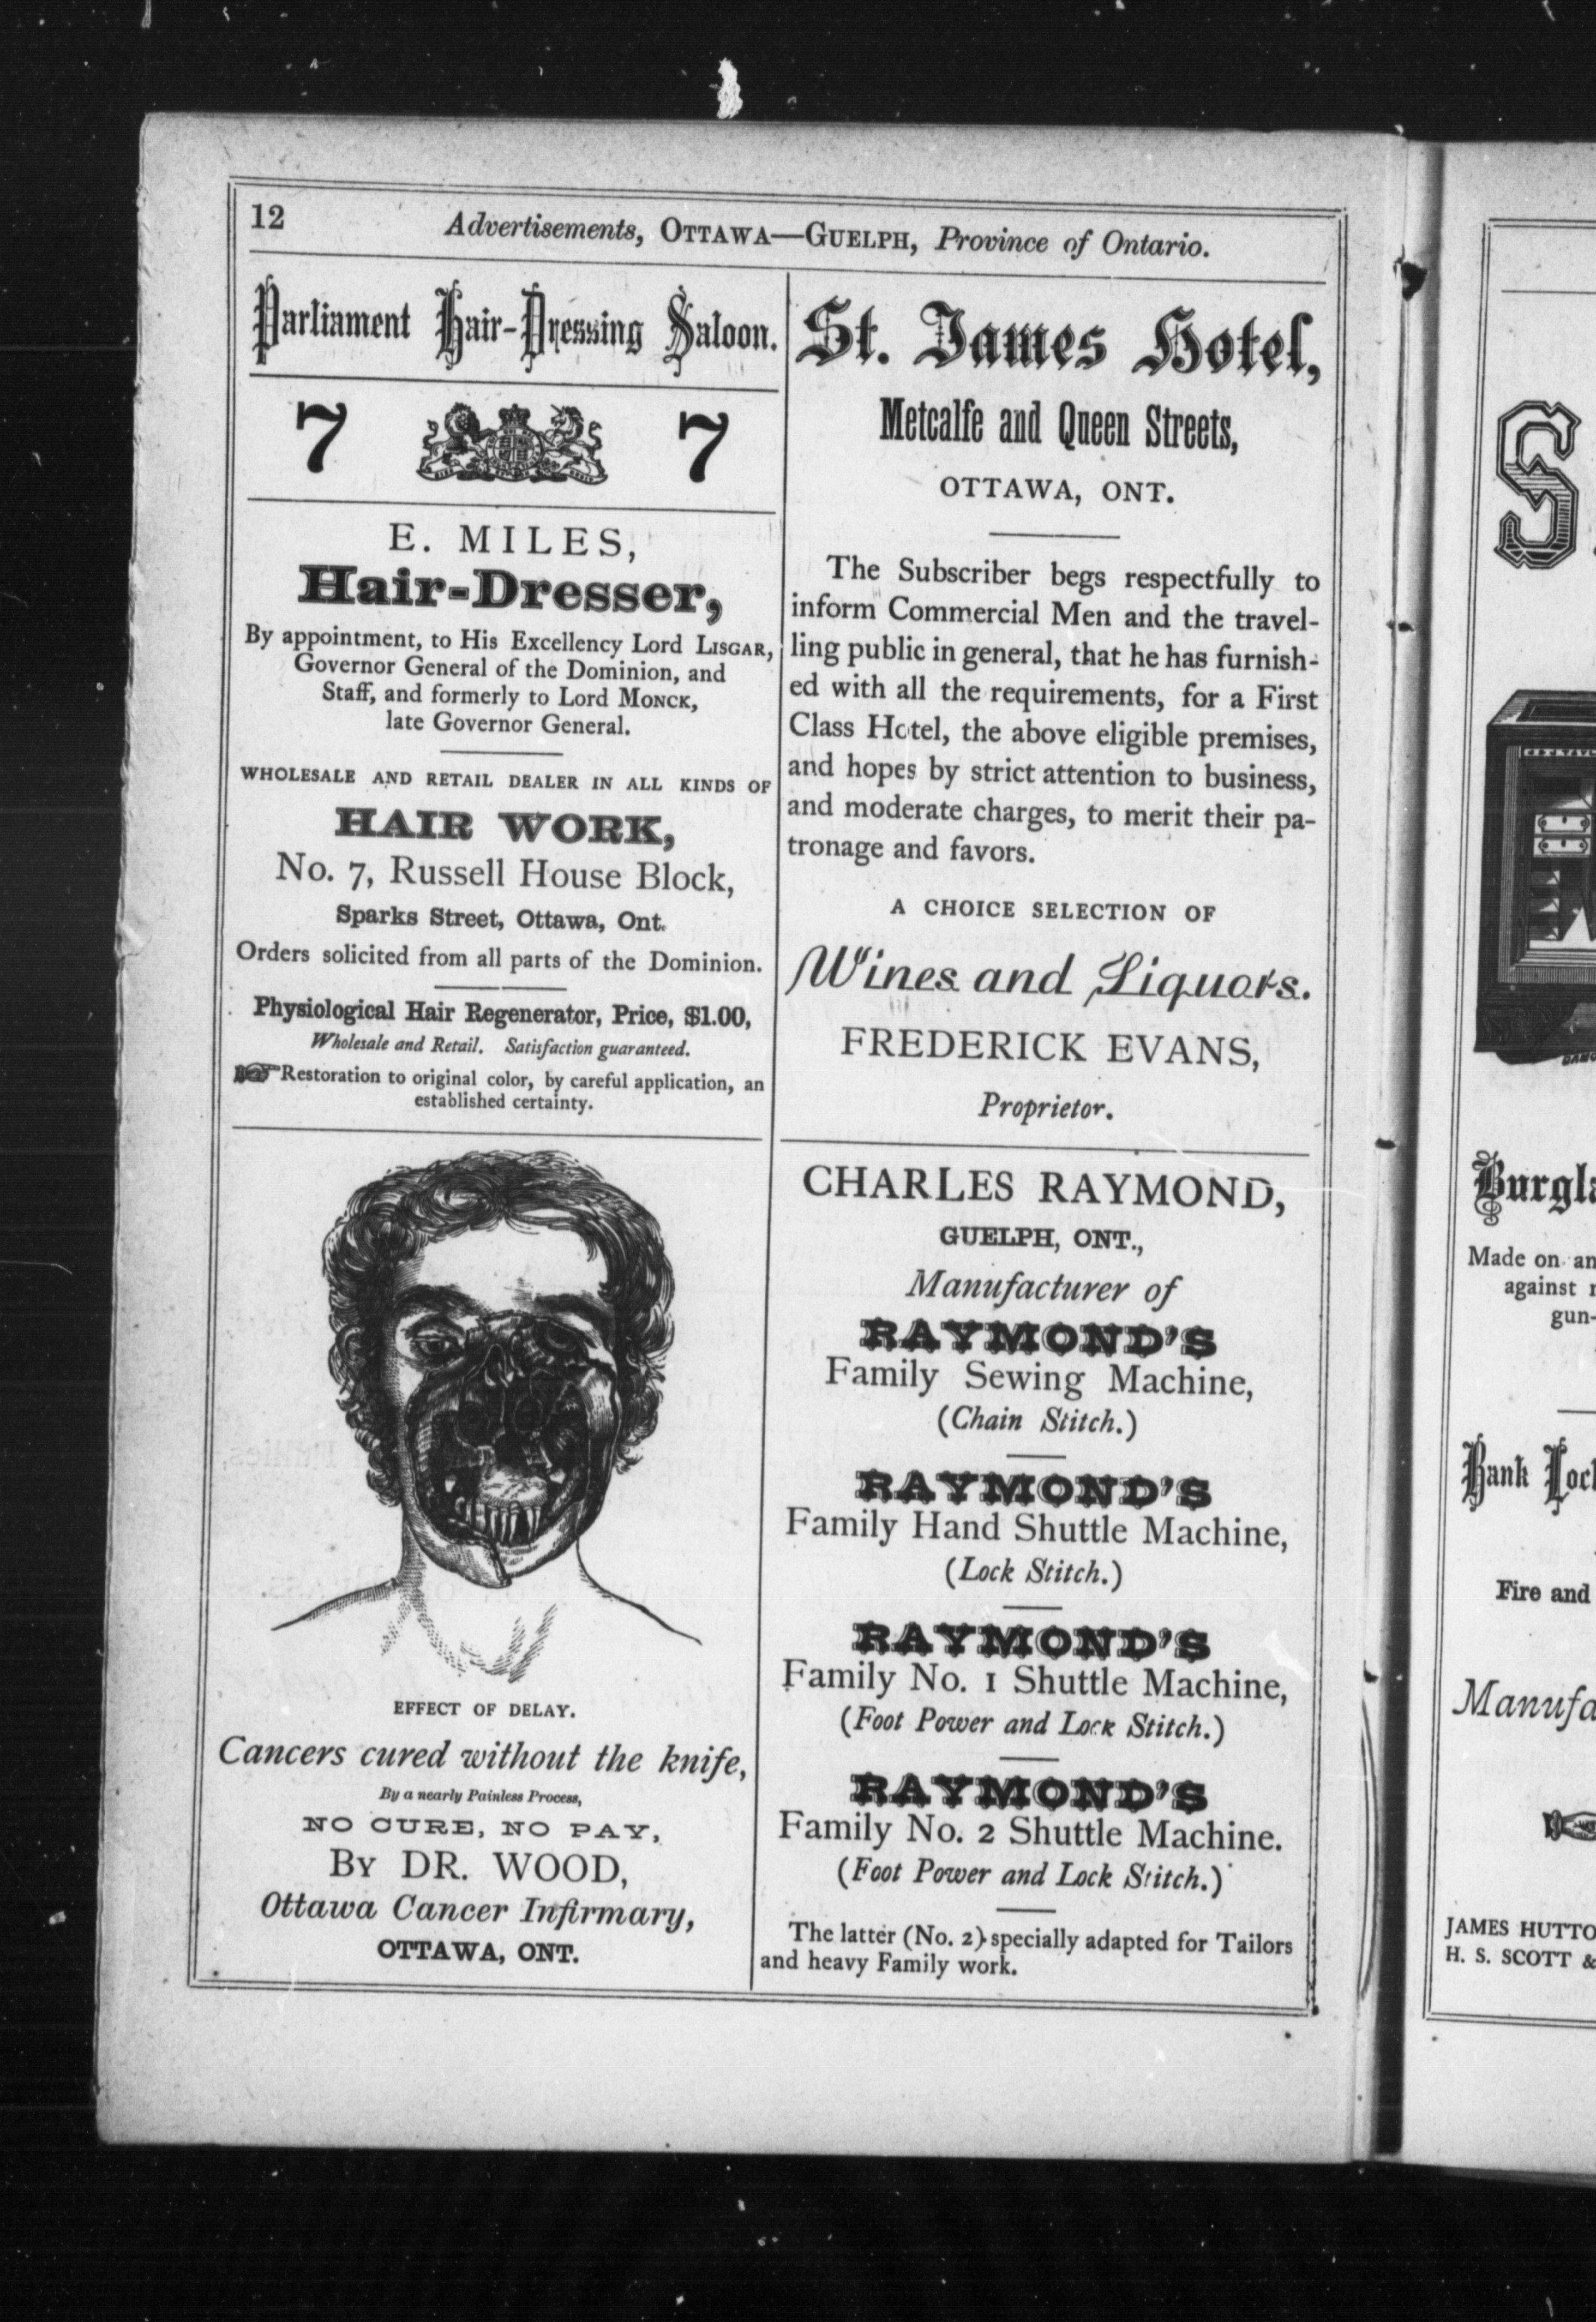 12
Advertisements, OTTAWA—GUELPH, Province of Ontario.
Parliament Hair-Dressing Saloon.
7 7
E. MILES,
Hair-Dresser,
By appointment, to His Excellency Lord LISGAR,
Governor General of the Dominion, and
Staff, and formerly to Lord MONCK,
late Governor General.
WHOLESALE AND RETAIL DEALER IN ALL KINDS OF
HAIR WORK,
No. 7, Russell House Block,
Sparks Street, Ottawa, Ont.
Orders solicited from all parts of the Dominion.
Physiological Hair Regenerator, Price, $1.00,
Wholesale and Retail. Satisfaction guaranteed.
Restoration to original color, by careful application, an
established certainty.
EFFECT OF DELAY.
Cancers cured without the knife,
By a nearly Painless Process,
NO CURE, NO PAY,
BY DR. WOOD,
Ottawa Cancer Infirmary,
OTTAWA, ONT.
St. James Hotel,
Metcalfe and Queen Streets,
OTTAWA, ONT.
The Subscriber begs respectfully to
inform Commercial Men and the travel-
ling public in general, that he has furnish-
ed with all the requirements, for a First
Class Hotel, the above eligible premises,
and hopes by strict attention to business,
and moderate charges, to merit their pa-
tronage and favors.
A CHOICE SELECTION OF
Wines and Liquors.
FREDERICK EVANS,
Proprietor.
CHARLES RAYMOND,
GUELPH, ONT.,
Manufacturer of
RAYMOND'S
Family Sewing Machine,
(Chain Stitch.)
RAYMOND'S
Family Hand Shuttle Machine,
(Lock Stitch.)
RAYMOND'S
Family No. 1 Shuttle Machine,
(Foot Power and Lock Stitch.)
RAYMOND'S
Family No. 2 Shuttle Machine.
(Foot Power and Lock Stitch.)
The latter (No. 2) specially adapted for Tailors
and heavy Family work.
S
Made on an
against
gun-
Bank
Fire and
JAMES HUTTO
H. S. SCOTT &